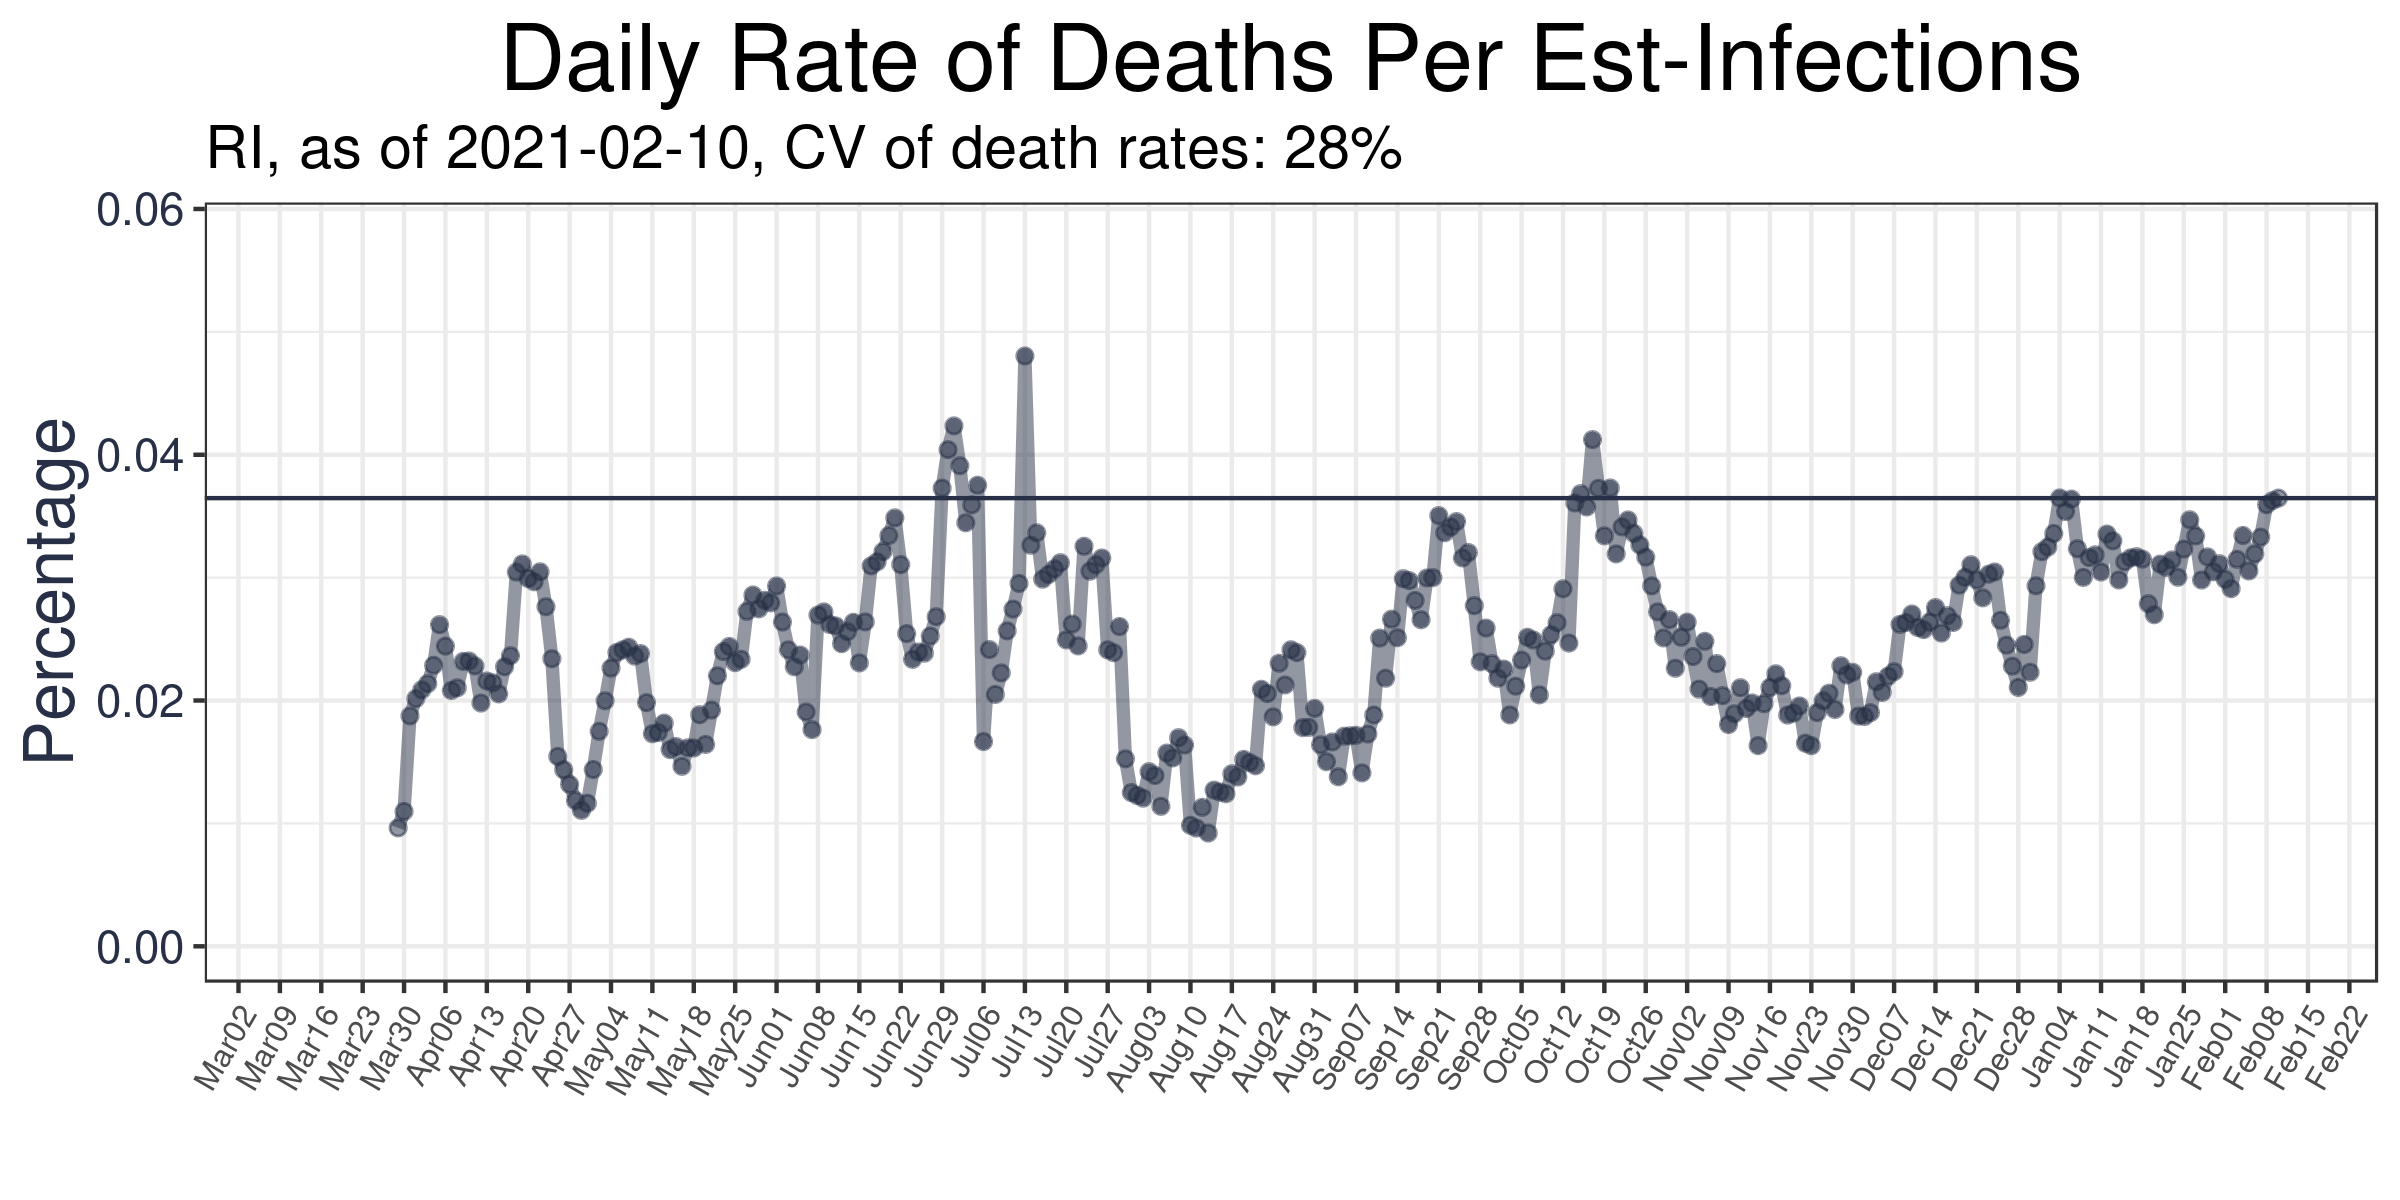 Daily Rate of Deaths Per Est-Infections
RI, as of 2021-02-10, CV of death rates: 28%
Percentage
0.06
0.04
0.02
0.00
Mar02 Mar09 Mar16 Mar23 Mar30 Apr06 Apr13 Apr20 Apr27 May04 May11 May18 May25 Jun01 Jun08 Jun15 Jun22 Jun29 Jul06 Jul13 Jul20 Jul27 Aug03 Aug10 Aug17 Aug24 Aug31 Sep07 Sep14 Sep21 Sep28 Oct05 Oct12 Oct19 Oct26 Nov02 Nov09 Nov16 Nov23 Nov30 Dec07 Dec14 Dec21 Dec28 Jan04 Jan11 Jan18 Jan25 Feb01 Feb08 Feb15 Feb22